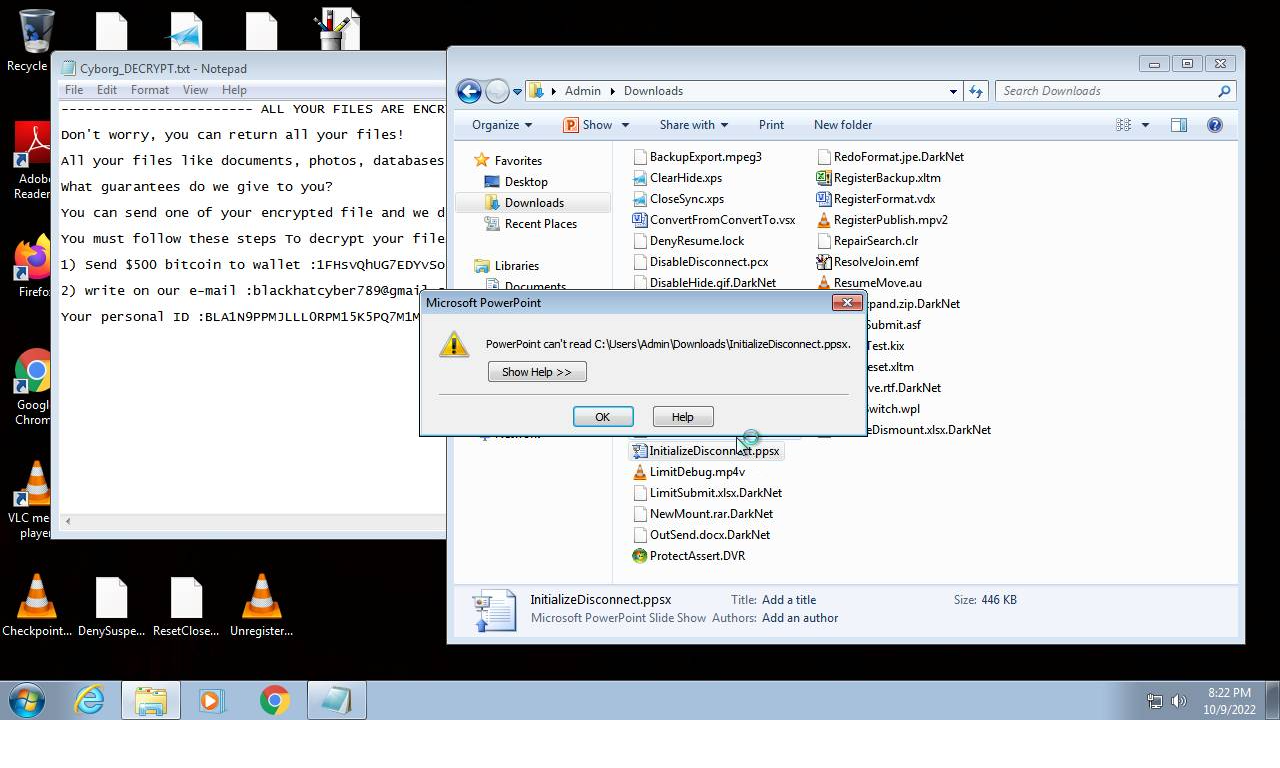 Recycle
Adobe
Reader
Firefox
Google
Chrom
VLC me
player
Checkpoint...
DenySuspe...
ResetClose...
Unregister...
Cyborg_DECRYPT.txt - Notepad
File Edit Format View Help
------------------------ ALL YOUR FILES ARE ENCR
Don't worry, you can return all your files!
All your files like documents, photos, databases
What guarantees do we give to you?
You can send one of your encrypted file and we d
You must follow these steps To decrypt your file
1) Send $500 bitcoin to wallet :1FHsvQhUG7EDYvSo
2) write on our e-mail :blackhatcyber789@gmail
Your personal ID :BLA1N9PPMJLLLORPM15K5PQ7M1M
Admin Downloads
Search Downloads
Organize Show Share with Print New folder
Favorites
Desktop
Downloads
Recent Places
Libraries
Documents
Network
BackupExport.mpeg3
ClearHide.xps
CloseSync.xps
ConvertFromConvertTo.vsx
DenyResume.lock
DisableDisconnect.pcx
DisableHide.gif.DarkNet
InitializeDisconnect.ppsx
LimitDebug.mp4v
LimitSubmit.xlsx.DarkNet
NewMount.rar.DarkNet
OutSend.docx.DarkNet
ProtectAssert.DVR
RedoFormat.jpe.DarkNet
RegisterBackup.xltm
RegisterFormat.vdx
RegisterPublish.mpv2
RepairSearch.clr
ResolveJoin.emf
ResumeMove.au
pand.zip.DarkNet
ubmit.asf
Test.kix
eset.xltm
ve.rtf.DarkNet
witch.wpl
eDismount.xlsx.DarkNet
Microsoft PowerPoint
PowerPoint can't read C:\Users\Admin\Downloads\InitializeDisconnect.ppsx.
Show Help >>
OK Help
InitializeDisconnect.ppsx Title: Add a title Size: 446 KB
Microsoft PowerPoint Slide Show Authors: Add an author
8:22 PM
10/9/2022